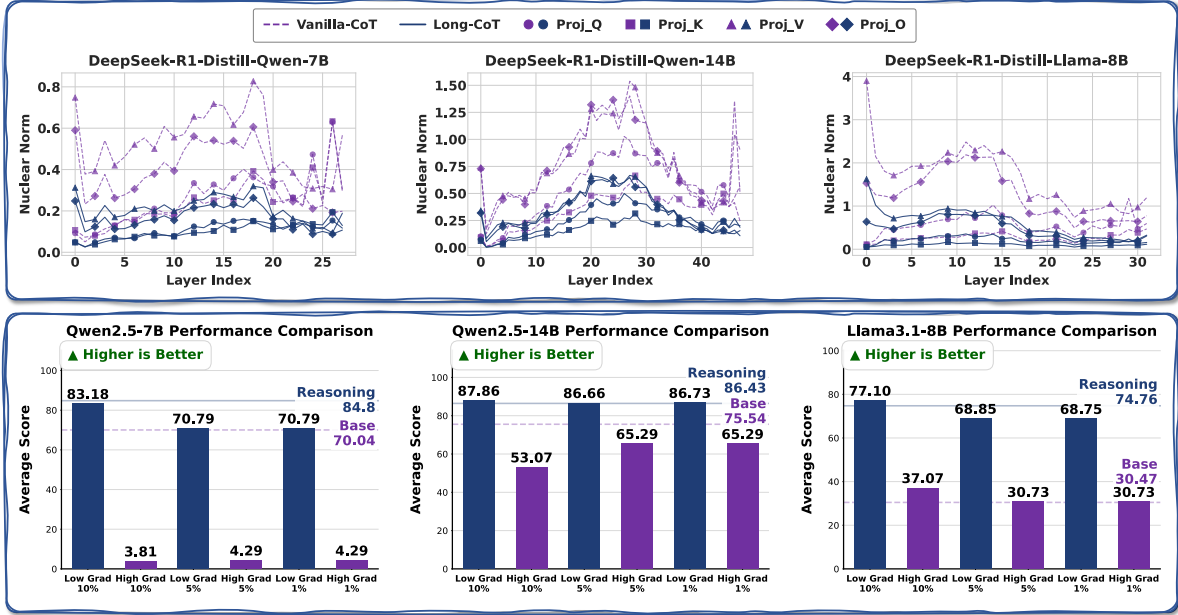 Vanilla-CoT Long-CoT Proj_Q Proj_K Proj_V Proj_O
DeepSeek-R1-Distill-Qwen-7B
Nuclear Norm
0.8
0.6
0.4
0.2
0.0
0 5 10 15 20 25
Layer Index
DeepSeek-R1-Distill-Qwen-14B
Nuclear Norm
1.50
1.25
1.00
0.75
0.50
0.25
0.00
0 10 20 30 40
Layer Index
DeepSeek-R1-Distill-Llama-8B
Nuclear Norm
4
3
2
1
0
0 5 10 15 20 25 30
Layer Index
Qwen2.5-7B Performance Comparison
▲ Higher is Better
Average Score
100
80
60
40
20
0
Reasoning
84.8
Base
70.04
83.18
3.81
70.79
4.29
70.79
4.29
Low Grad High Grad Low Grad High Grad Low Grad High Grad
10% 10% 5% 5% 1% 1%
Qwen2.5-14B Performance Comparison
▲ Higher is Better
Average Score
100
80
60
40
20
0
Reasoning
86.43
Base
75.54
87.86
53.07
86.66
65.29
86.73
65.29
Low Grad High Grad Low Grad High Grad Low Grad High Grad
10% 10% 5% 5% 1% 1%
Llama3.1-8B Performance Comparison
▲ Higher is Better
Average Score
100
80
60
40
20
0
Reasoning
74.76
Base
30.47
77.10
37.07
68.85
30.73
68.75
30.73
Low Grad High Grad Low Grad High Grad Low Grad High Grad
10% 10% 5% 5% 1% 1%